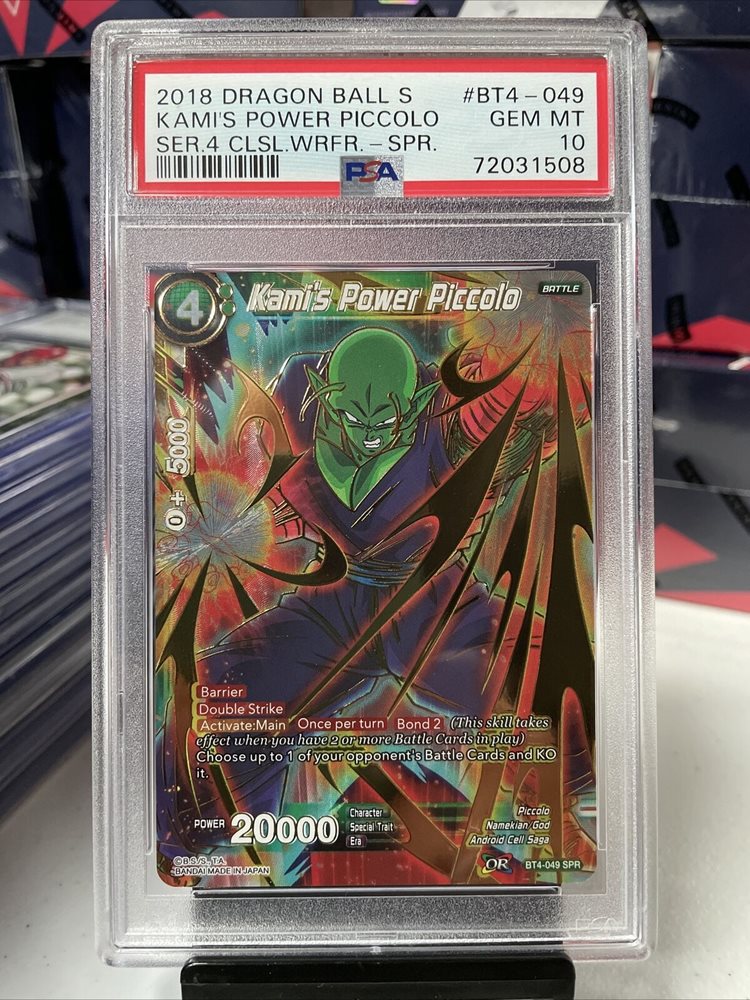 2018 DRAGON BALL S #BT4-049
KAMI'S POWER PICCOLO GEM MT
SER.4 CLSL.WRFR.-SPR. 10
PSA 72031508
4 Kami's Power Piccolo BATTLE
0+ 5000
Barrier
Double Strike
Activate:Main Once per turn Bond 2 (This skill takes
effect when you have 2 or more Battle Cards in play)
Choose up to 1 of your opponent's Battle Cards and KO
it.
POWER 20000
Character Piccolo
Special Trait Namekian/God
Era Android Cell Saga
©B.S./S., T.A.
BANDAI MADE IN JAPAN
QR BT4-049 SPR
PSA